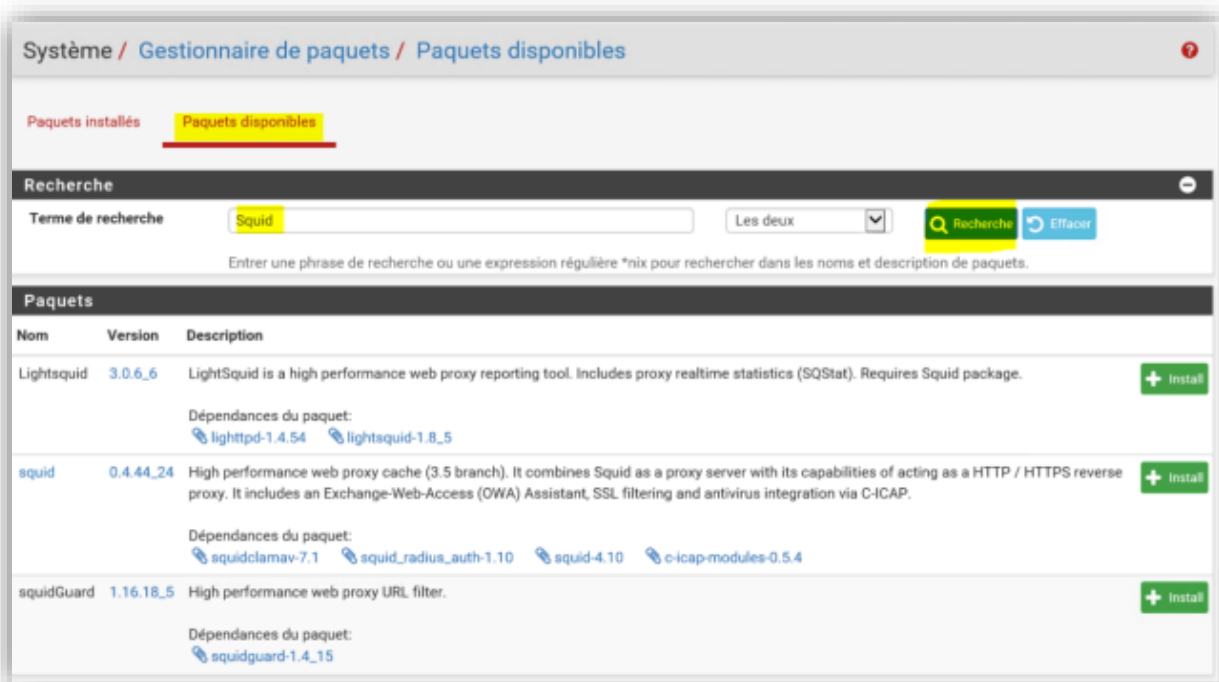 Système / Gestionnaire de paquets / Paquets disponibles
Paquets installés Paquets disponibles
Recherche
Terme de recherche Squid Les deux Recherche Effacer
Entrer une phrase de recherche ou une expression régulière *nix pour rechercher dans les noms et description de paquets.
Paquets
Nom Version Description
Lightsquid 3.0.6_6 LightSquid is a high performance web proxy reporting tool. Includes proxy realtime statistics (SQStat). Requires Squid package. Install
Dépendances du paquet:
lighttpd-1.4.54 lightsquid-1.8_5
squid 0.4.44_24 High performance web proxy cache (3.5 branch). It combines Squid as a proxy server with its capabilities of acting as a HTTP / HTTPS reverse Install
proxy. It includes an Exchange-Web-Access (OWA) Assistant, SSL filtering and antivirus integration via C-ICAP.
Dépendances du paquet:
squidclamav-7.1 squid_radius_auth-1.10 squid-4.10 c-icap-modules-0.5.4
squidGuard 1.16.18_5 High performance web proxy URL filter. Install
Dépendances du paquet:
squidguard-1.4_15